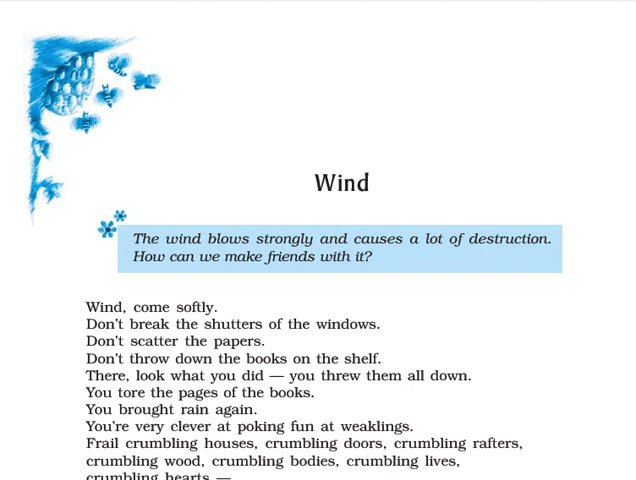 Wind
The wind blows strongly and causes a lot of destruction.
How can we make friends with it?
Wind, come softly.
Don't break the shutters of the windows.
Don't scatter the papers.
Don't throw down the books on the shelf.
There, look what you did — you threw them all down.
You tore the pages of the books.
You brought rain again.
You're very clever at poking fun at weaklings.
Frail crumbling houses, crumbling doors, crumbling rafters,
crumbling wood, crumbling bodies, crumbling lives,
crumbling hearts —